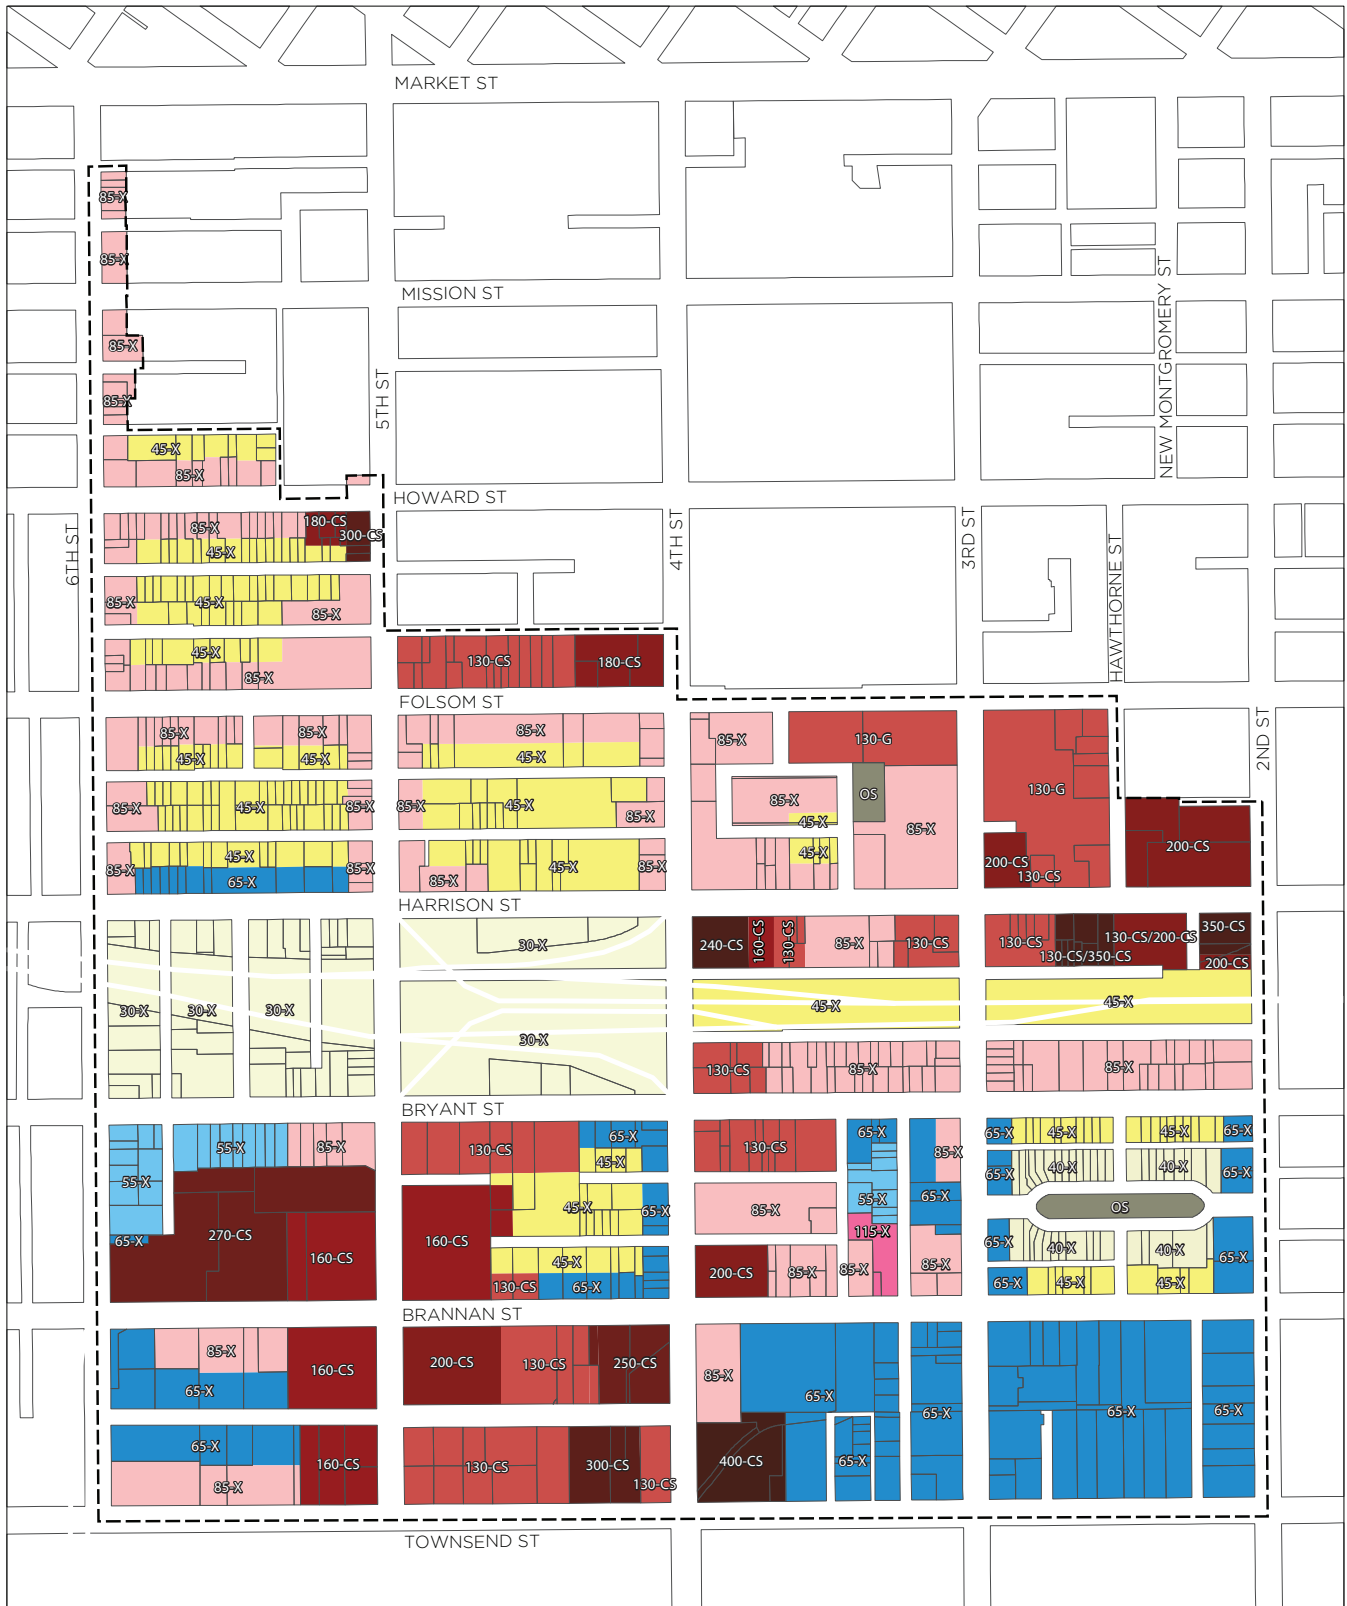 MARKET ST
85-X
85-X
MISSION ST
NEW MONTGOMERY ST
85-X
5TH ST
85-X
45-X
85-X
HOWARD ST
6TH ST
4TH ST
3RD ST
HAWTHORNE ST
85-X
180-CS
300-CS
45-X
85-X
45-X
85-X
45-X
85-X
130-CS
180-CS
FOLSOM ST
2ND ST
85-X
85-X
45-X
45-X
85-X
45-X
85-X
130-G
85-X
45-X
85-X
85-X
45-X
85-X
85-X
45-X
OS
85-X
130-G
85-X
45-X
85-X
65-X
85-X
45-X
85-X
45-X
200-CS
130-CS
200-CS
HARRISON ST
30-X
240-CS
160-CS
130-CS
85-X
130-CS
130-CS
130-CS/350-CS
130-CS/200-CS
350-CS
200-CS
30-X
30-X
30-X
30-X
45-X
45-X
130-CS
85-X
85-X
BRYANT ST
55-X
85-X
130-CS
65-X
45-X
130-CS
65-X
85-X
65-X
45-X
45-X
65-X
55-X
65-X
270-CS
160-CS
160-CS
45-X
65-X
85-X
55-X
115-X
65-X
65-X
40-X
40-X
65-X
OS
45-X
130-CS
65-X
200-CS
85-X
85-X
85-X
65-X
40-X
40-X
65-X
65-X
45-X
45-X
BRANNAN ST
85-X
65-X
160-CS
200-CS
130-CS
250-CS
85-X
65-X
65-X
65-X
65-X
65-X
85-X
160-CS
130-CS
300-CS
130-CS
400-CS
65-X
TOWNSEND ST